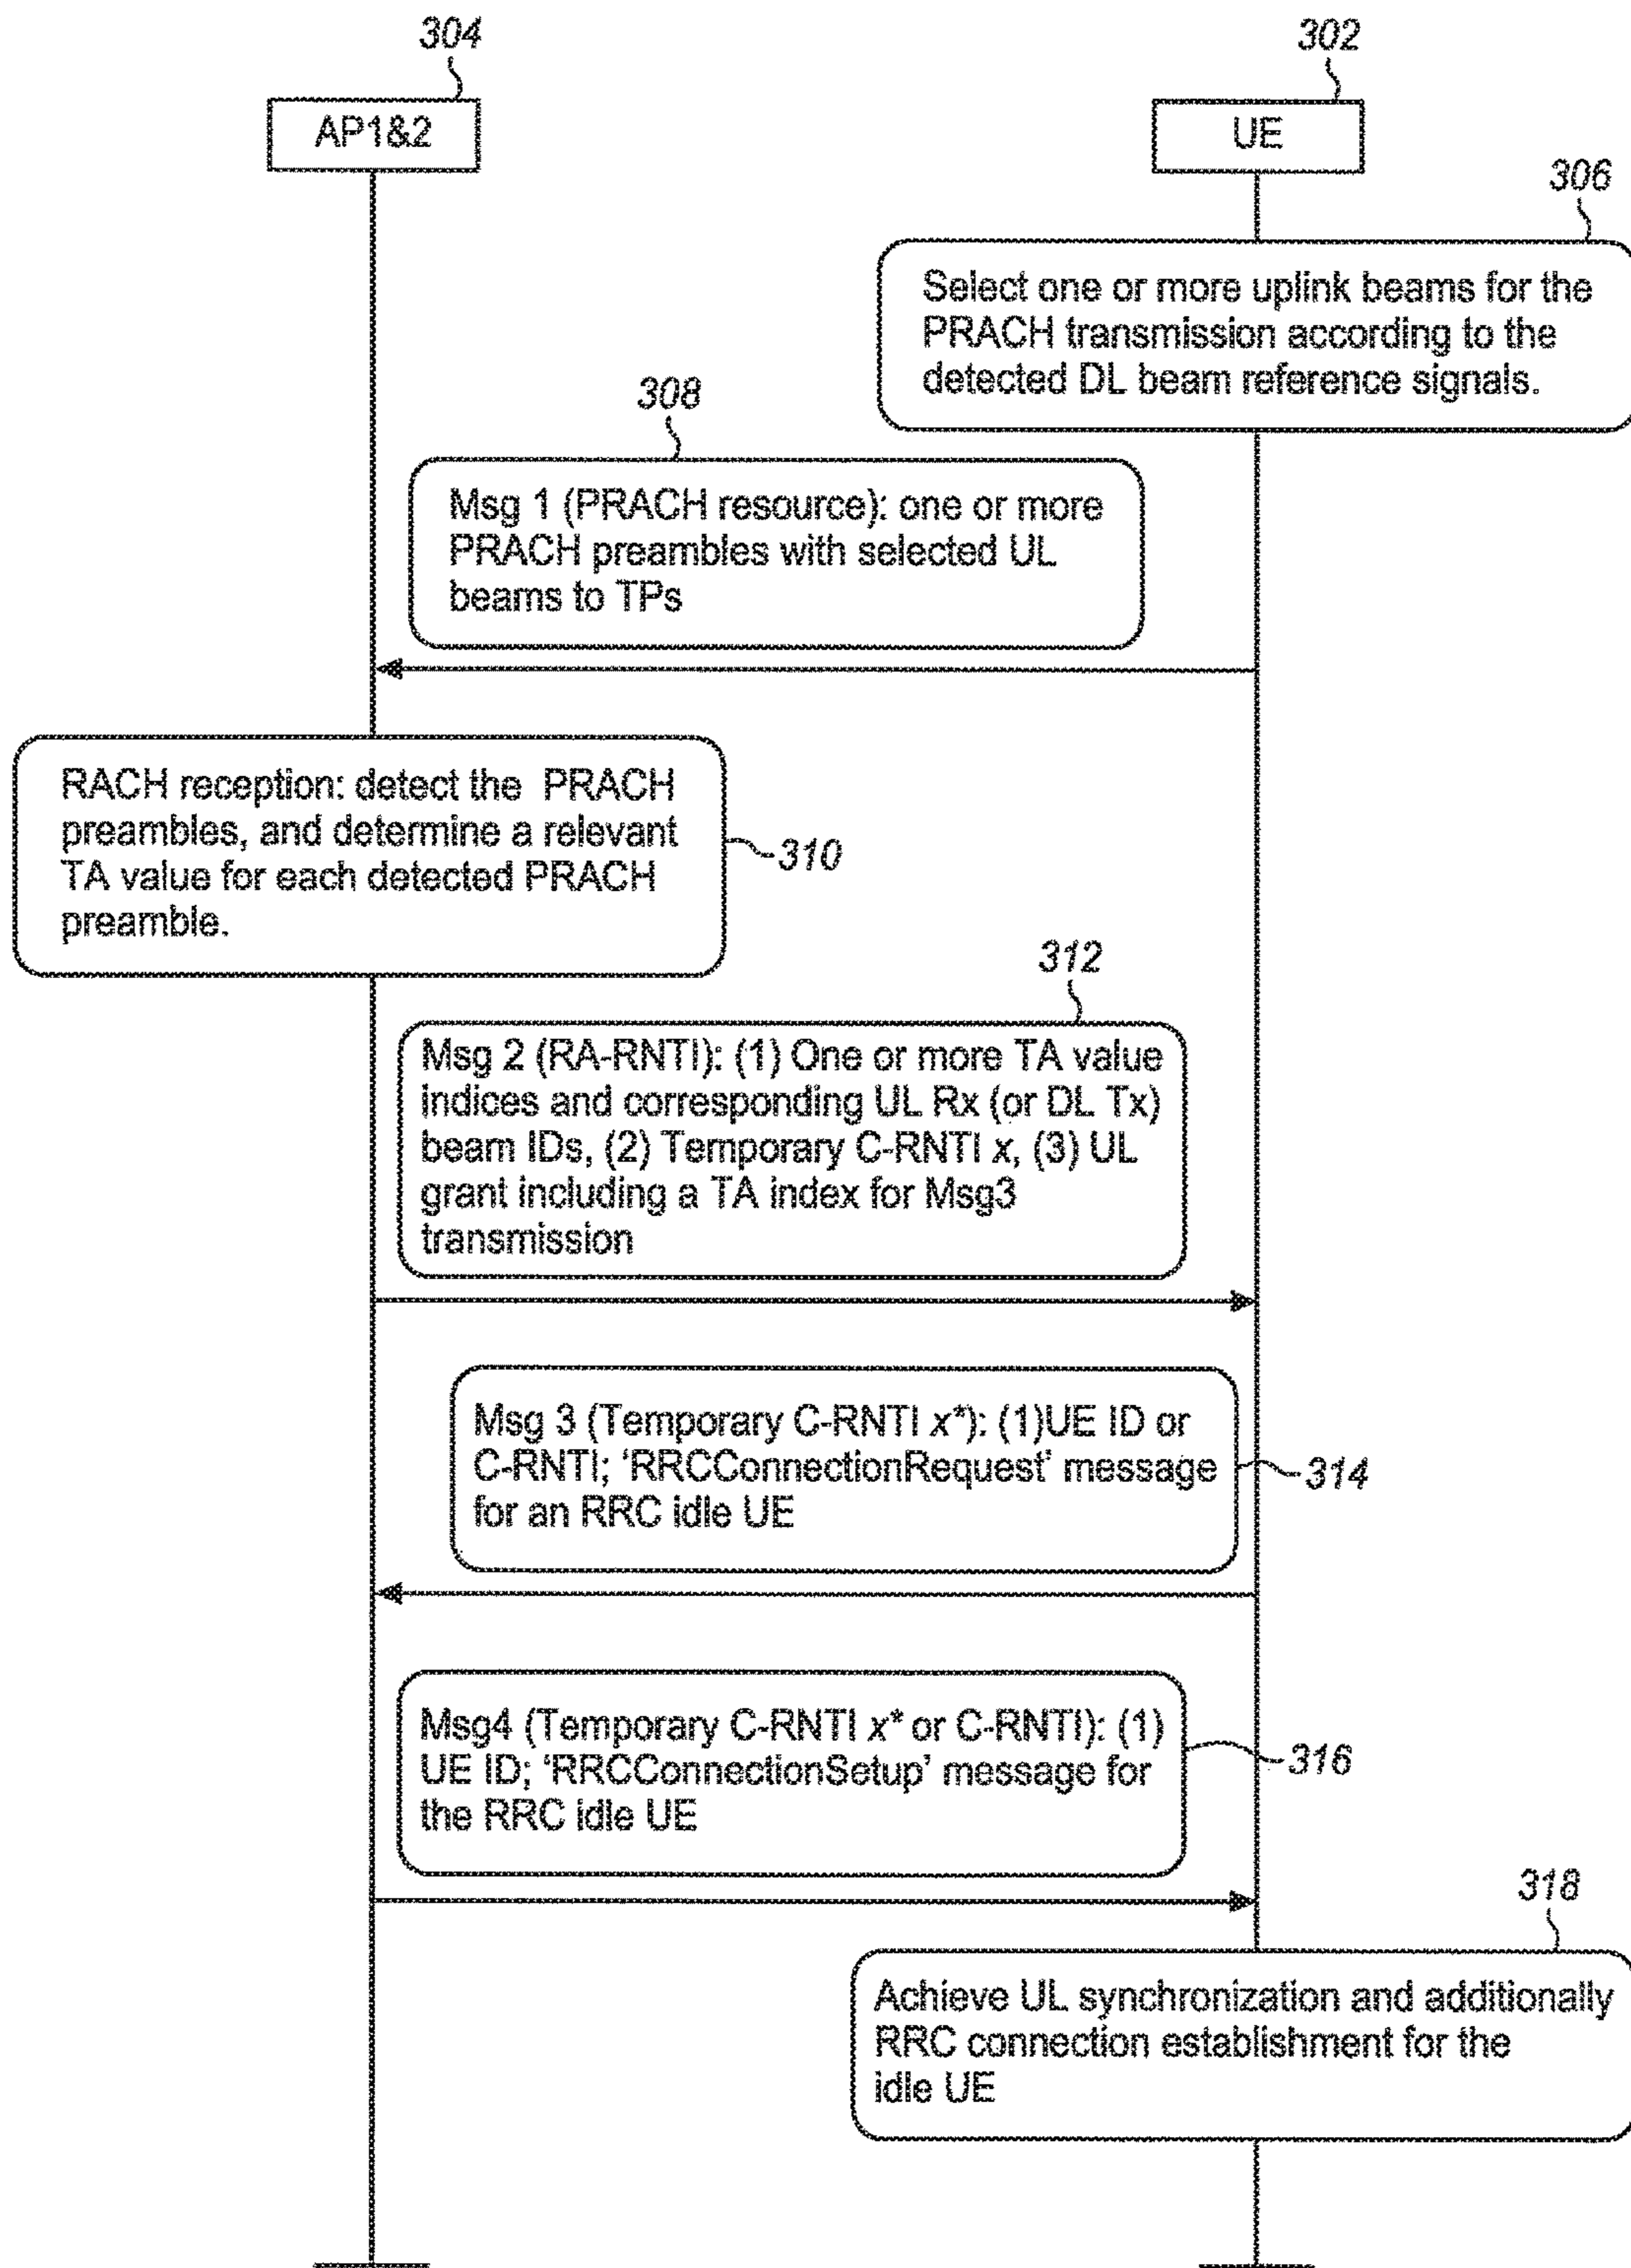 304
302
AP1&2
UE
306
Select one or more uplink beams for the
PRACH transmission according to the
detected DL beam reference signals.
308
Msg 1 (PRACH resource): one or more
PRACH preambles with selected UL
beams to TPs
RACH reception: detect the PRACH
preambles, and determine a relevant
TA value for each detected PRACH
preamble.
310
312
Msg 2 (RA-RNTI): (1) One or more TA value
indices and corresponding UL Rx (or DL Tx)
beam IDs, (2) Temporary C-RNTI x, (3) UL
grant including a TA index for Msg3
transmission
Msg 3 (Temporary C-RNTI x*): (1)UE ID or
C-RNTI; ‘RRCConnectionRequest’ message
for an RRC idle UE
314
Msg4 (Temporary C-RNTI x* or C-RNTI): (1)
UE ID; ‘RRCConnectionSetup’ message for
the RRC idle UE
316
318
Achieve UL synchronization and additionally
RRC connection establishment for the
idle UE